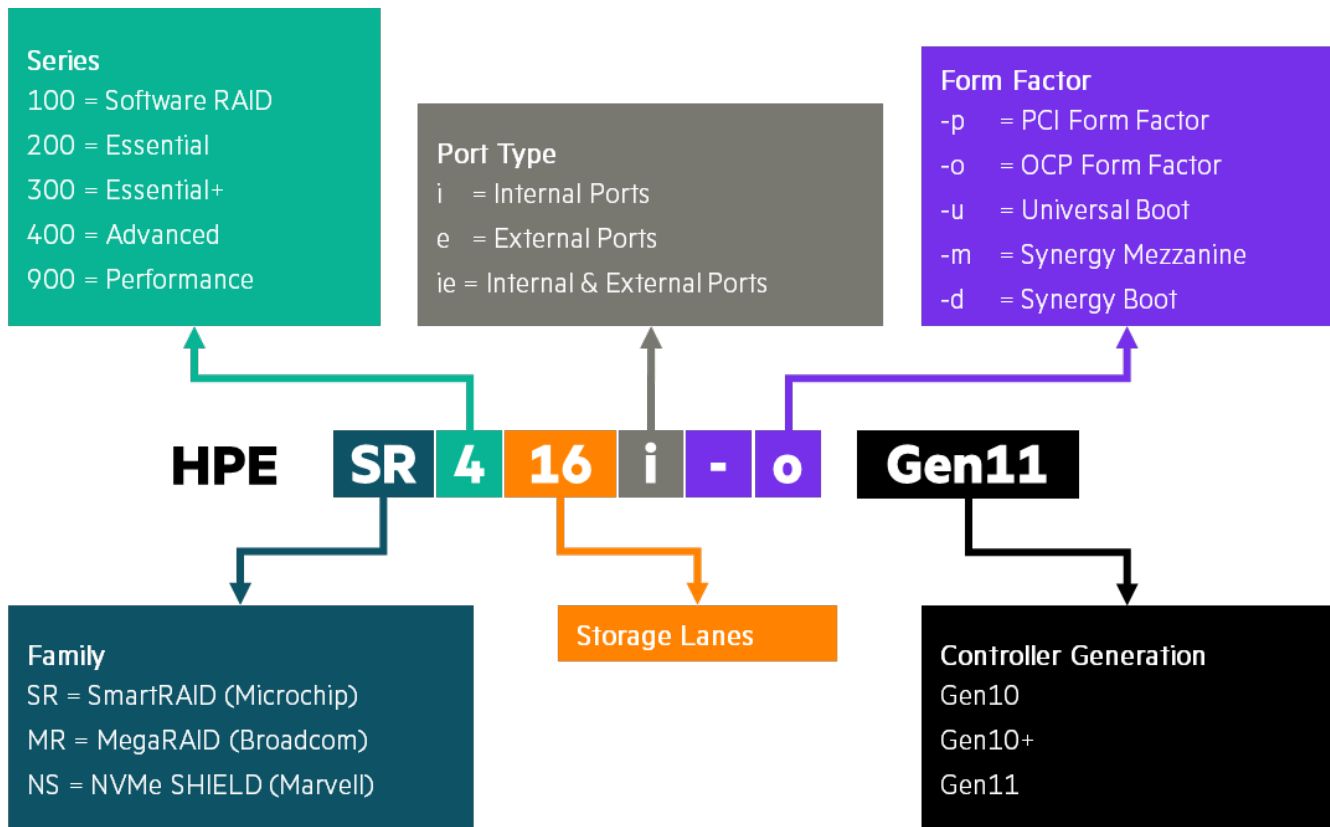 Series
100 = Software RAID
200 = Essential
300 = Essential+
400 = Advanced
900 = Performance
Port Type
i = Internal Ports
e = External Ports
ie = Internal & External Ports
Form Factor
-p = PCI Form Factor
-o = OCP Form Factor
-u = Universal Boot
-m = Synergy Mezzanine
-d = Synergy Boot
HPE SR 4 16 i - o Gen11
Family
SR = SmartRAID (Microchip)
MR = MegaRAID (Broadcom)
NS = NVMe SHIELD (Marvell)
Storage Lanes
Controller Generation
Gen10
Gen10+
Gen11